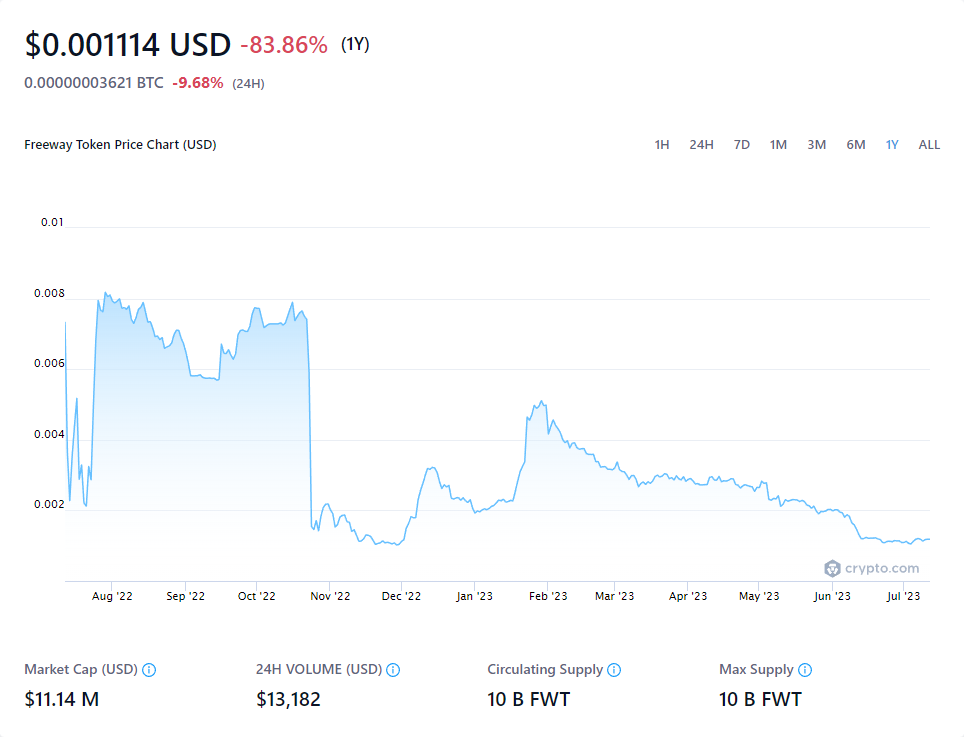 $0.001114 USD -83.86% (1Y)
0.00000003621 BTC -9.68% (24H)
Freeway Token Price Chart (USD) 1H 24H 7D 1M 3M 6M 1Y ALL
0.01
0.008
0.006
0.004
0.002
crypto.com
Aug '22 Sep '22 Oct '22 Nov '22 Dec '22 Jan '23 Feb '23 Mar '23 Apr '23 May '23 Jun '23 Jul '23
Market Cap (USD) 24H VOLUME (USD) Circulating Supply Max Supply
$11.14 M $13,182 10 B FWT 10 B FWT